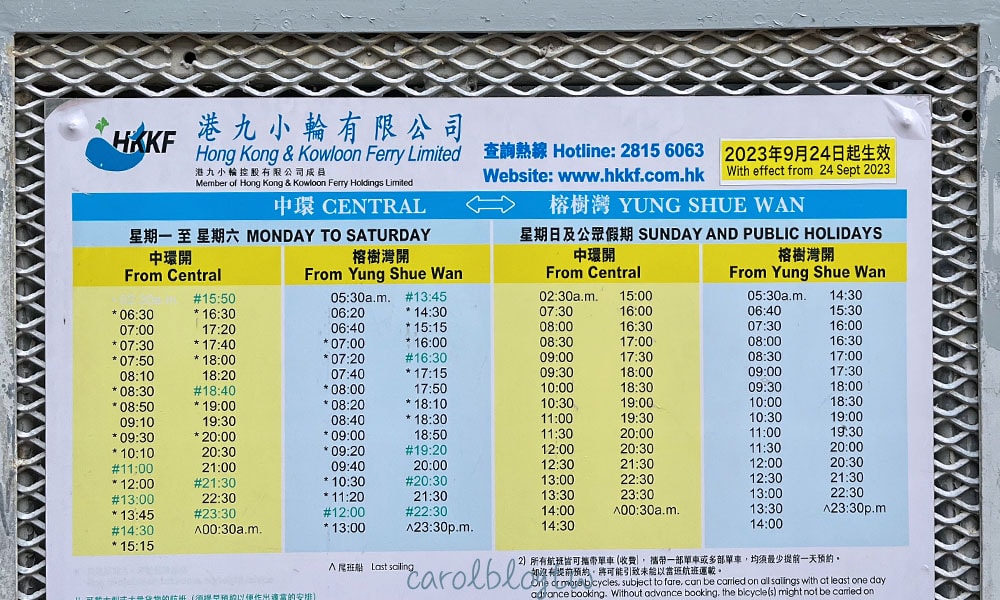 HKKF
港九小輪有限公司
Hong Kong & Kowloon Ferry Limited
港九小輪控股有限公司成員
Member of Hong Kong & Kowloon Ferry Holdings Limited
查詢熱線 Hotline: 2815 6063
Website: www.hkkf.com.hk
2023年9月24日起生效
With effect from 24 Sept 2023
中環 CENTRAL 榕樹灣 YUNG SHUE WAN
星期一 至 星期六 MONDAY TO SATURDAY
中環開
From Central
#15:50
*06:30 *16:30
07:00 17:20
*07:30 *17:40
*07:50 *18:00
08:10 18:20
*08:30 #18:40
*08:50 *19:00
09:10 19:30
*09:30 *20:00
*10:10 20:30
#11:00 21:00
*12:00 #21:30
#13:00 22:30
*13:45 #23:30
#14:30 ^00:30a.m.
*15:15
榕樹灣開
From Yung Shue Wan
05:30a.m. #13:45
06:20 *14:30
06:40 *15:15
*07:00 *16:00
*07:20 #16:30
07:40 *17:15
*08:00 17:50
*08:20 *18:10
08:40 *18:30
*09:00 18:50
*09:20 #19:20
09:40 20:00
*10:30 #20:30
*11:20 21:30
#12:00 #22:30
*13:00 ^23:30p.m.
星期日及公眾假期 SUNDAY AND PUBLIC HOLIDAYS
中環開
From Central
02:30a.m. 15:00
07:30 16:00
08:00 16:30
08:30 17:00
09:00 17:30
09:30 18:00
10:00 18:30
10:30 19:00
11:00 19:30
11:30 20:00
12:00 20:30
12:30 21:30
13:00 22:30
13:30 23:30
14:00 ^00:30a.m.
14:30
榕樹灣開
From Yung Shue Wan
05:30a.m. 14:30
06:40 15:30
07:30 16:00
08:00 16:30
08:30 17:00
09:00 17:30
09:30 18:00
10:00 18:30
10:30 19:00
11:00 19:30
11:30 20:00
12:00 20:30
12:30 21:30
13:00 22:30
13:30 ^23:30p.m
14:00
^ 尾班船 Last sailing
2) 所有航班皆可攜帶單車(收費)，攜帶一部單車或多部單車，均須最少提前一天預約。
如沒有提前預約，將可能引致未能以當班航班運載。
bicycles, subject to fare, can be carried on all sailings with at least one day
advance booking. Without advance booking, the bicycle(s) might not be carried on